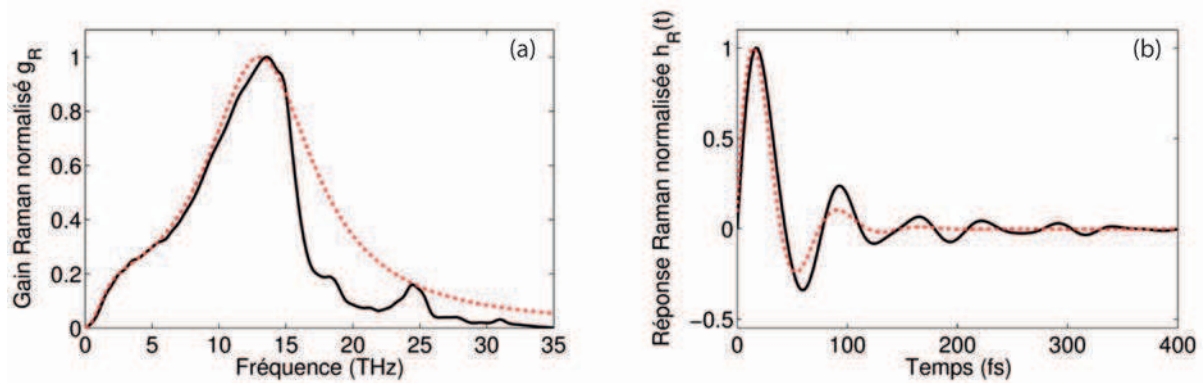 (a)
Gain Raman normalisé g_R
1
0.8
0.6
0.4
0.2
0
0 5 10 15 20 25 30 35
Fréquence (THz)
(b)
Réponse Raman normalisée h_R(t)
1
0.5
0
−0.5
0 100 200 300 400
Temps (fs)